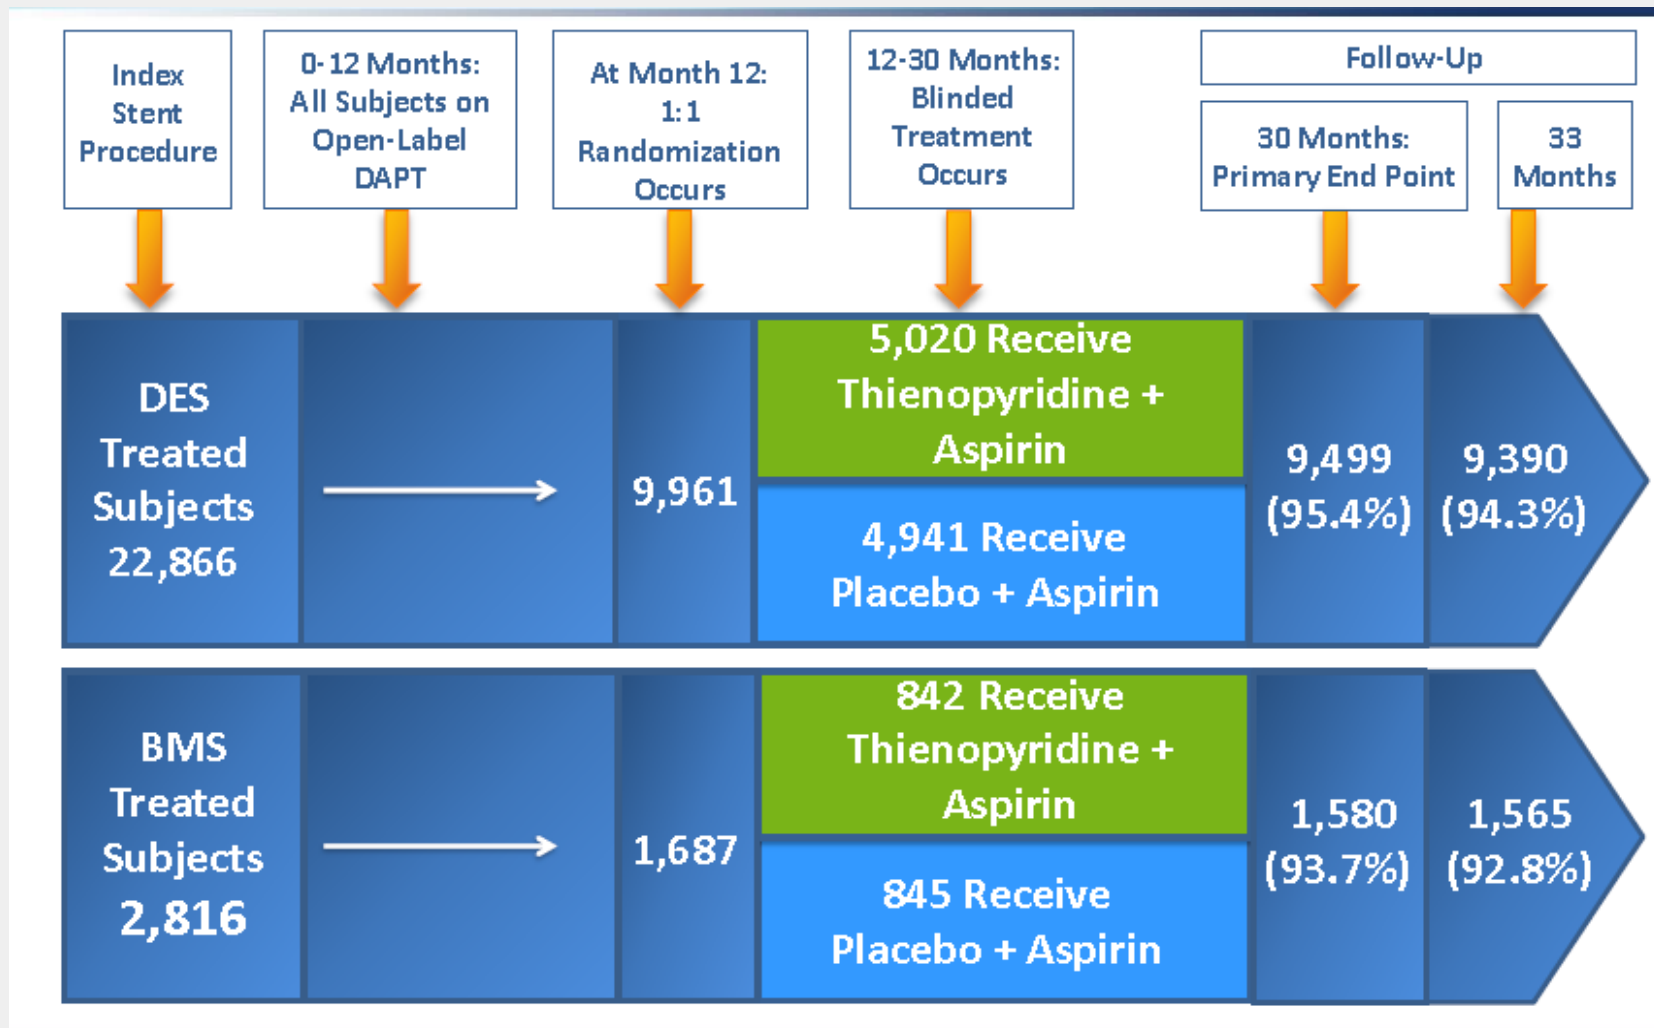 Index
Stent
Procedure
0-12 Months:
All Subjects on
Open-Label
DAPT
At Month 12:
1:1
Randomization
Occurs
12-30 Months:
Blinded
Treatment
Occurs
Follow-Up
30 Months:
Primary End Point
33
Months
DES
Treated
Subjects
22,866
9,961
5,020 Receive
Thienopyridine +
Aspirin
4,941 Receive
Placebo + Aspirin
9,499
(95.4%)
9,390
(94.3%)
BMS
Treated
Subjects
2,816
1,687
842 Receive
Thienopyridine +
Aspirin
845 Receive
Placebo + Aspirin
1,580
(93.7%)
1,565
(92.8%)